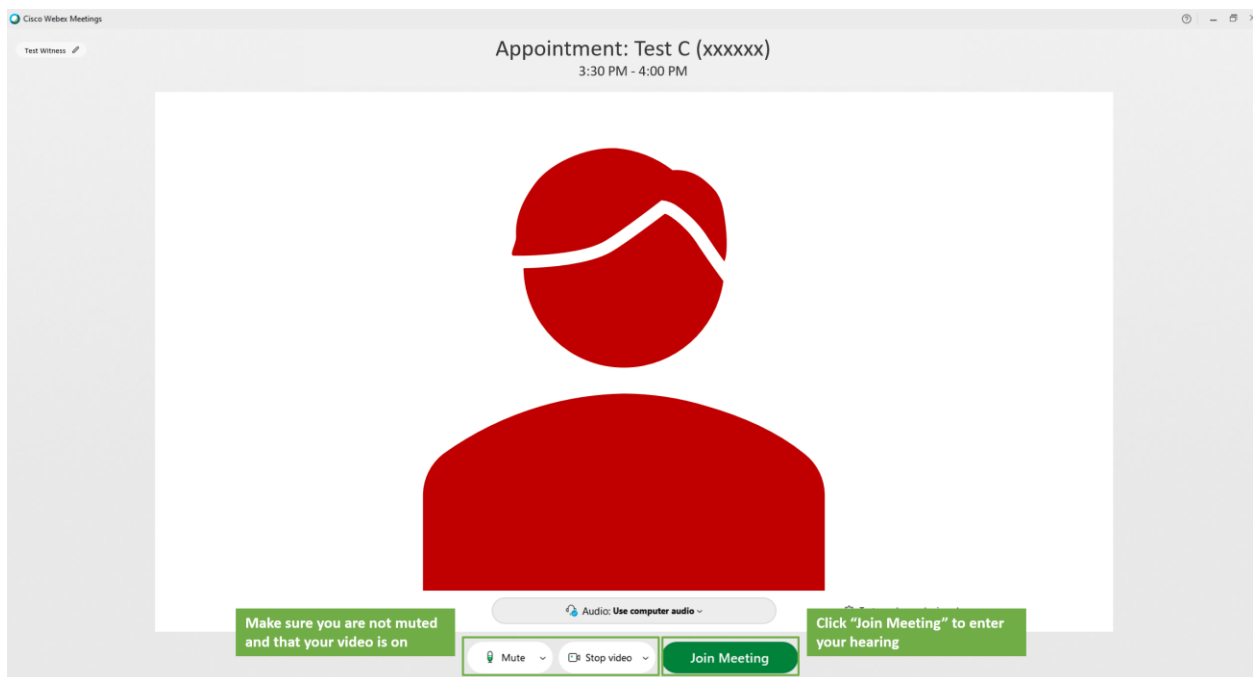 Cisco Webex Meetings
Test Witness
Appointment: Test C (xxxxxx)
3:30 PM - 4:00 PM
Audio: Use computer audio
Make sure you are not muted
and that your video is on
Click “Join Meeting” to enter
your hearing
Mute
Stop video
Join Meeting